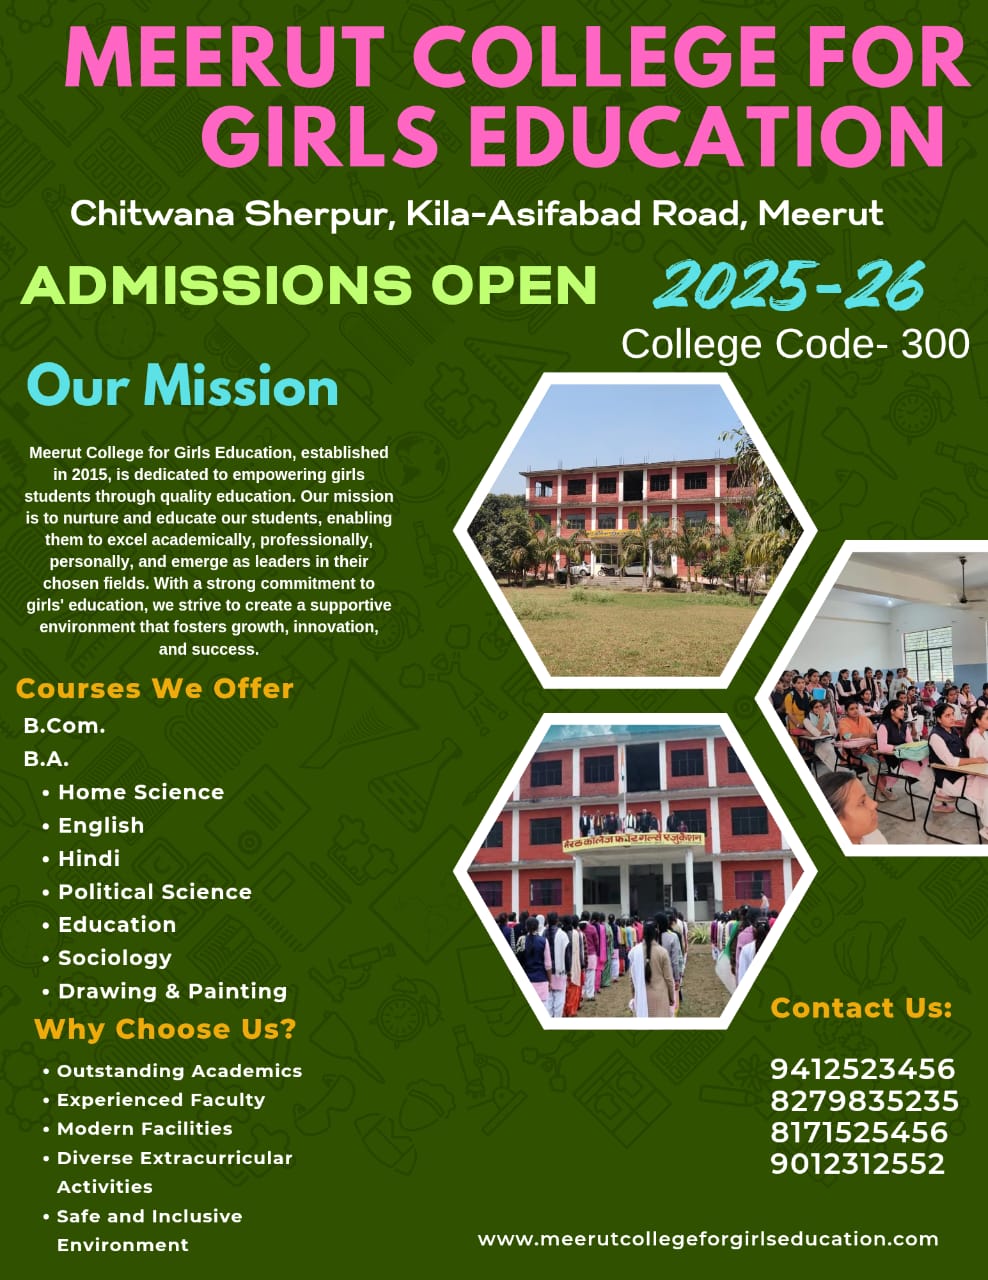 MEERUT COLLEGE FOR
GIRLS EDUCATION
Chitwana Sherpur, Kila-Asifabad Road, Meerut
ADMISSIONS OPEN 2025-26
College Code- 300
Our Mission
Meerut College for Girls Education, established
in 2015, is dedicated to empowering girls
students through quality education. Our mission
is to nurture and educate our students, enabling
them to excel academically, professionally,
personally, and emerge as leaders in their
chosen fields. With a strong commitment to
girls' education, we strive to create a supportive
environment that fosters growth, innovation,
and success.
Courses We Offer
B.Com.
B.A.
• Home Science
• English
• Hindi
• Political Science
• Education
• Sociology
• Drawing & Painting
Why Choose Us?
• Outstanding Academics
• Experienced Faculty
• Modern Facilities
• Diverse Extracurricular
Activities
• Safe and Inclusive
Environment
मेरठ कॉलेज फॉर गर्ल्स एजुकेशन
Contact Us:
9412523456
8279835235
8171525456
9012312552
www.meerutcollegeforgirlseducation.com